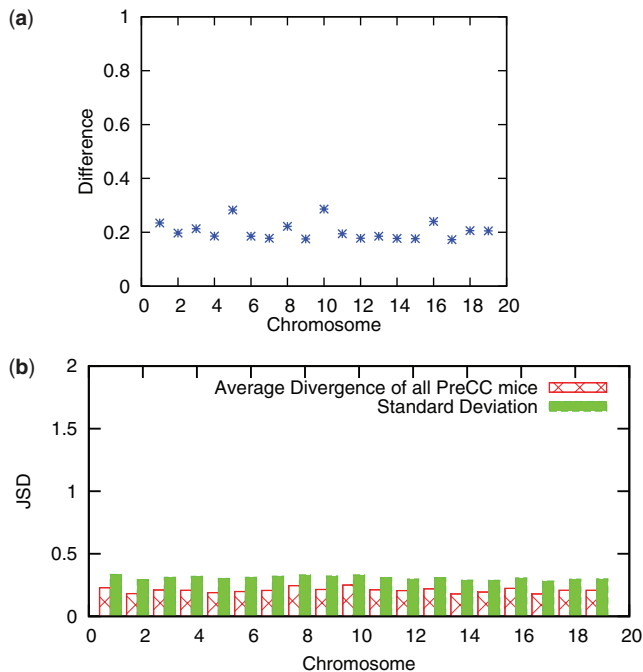 (a)
1
0.8
0.6
0.4
0.2
0
Difference
0 2 4 6 8 10 12 14 16 18 20
Chromosome
(b)
2
1.5
1
0.5
0
JSD
Average Divergence of all PreCC mice
Standard Deviation
0 2 4 6 8 10 12 14 16 18 20
Chromosome